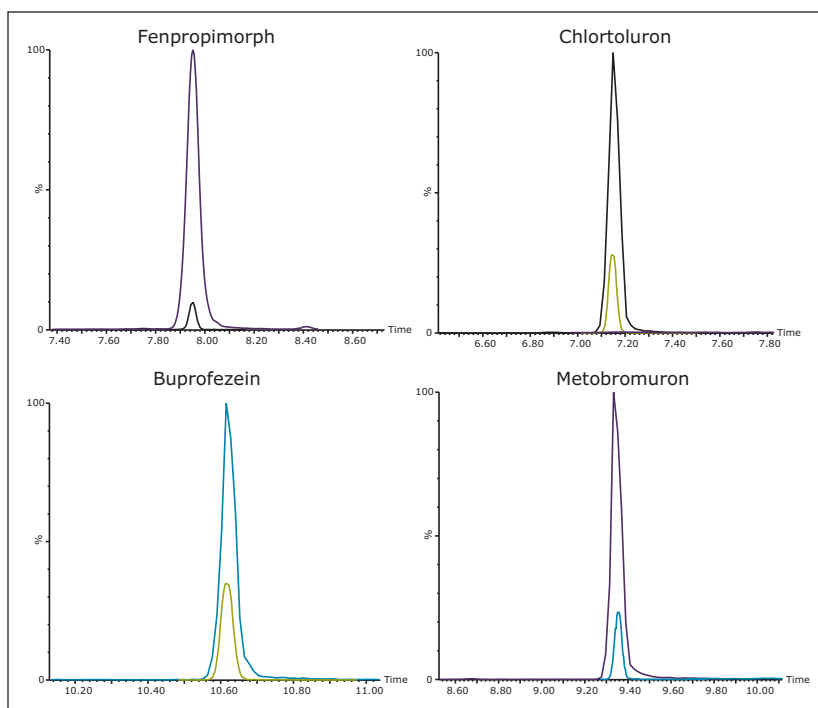 Fenpropimorph
100
%
0
7.40 7.60 7.80 8.00 8.20 8.40 8.60 Time
Chlortoluron
100
%
0
6.60 6.80 7.00 7.20 7.40 7.60 7.80 Time
Buprofezein
100
%
0
10.20 10.40 10.60 10.80 11.00 Time
Metobromuron
100
%
0
8.60 8.80 9.00 9.20 9.40 9.60 9.80 10.00 Time